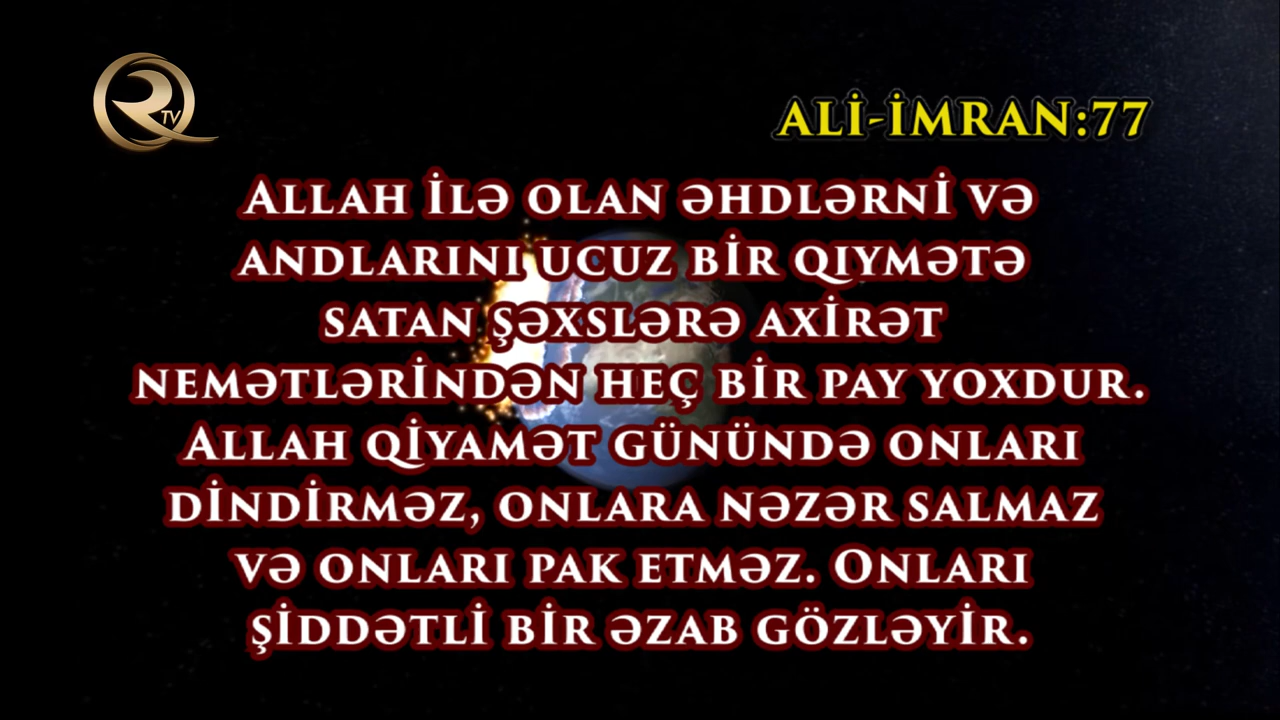 R TV
ALİ-İMRAN:77
ALLAH İLƏ OLAN ƏHDLƏRNİ VƏ
ANDLARINI UCUZ BİR QIYMƏTƏ
SATAN ŞƏXSLƏRƏ AXİRƏT
NEMƏTLƏRİNDƏN HEÇ BİR PAY YOXDUR.
ALLAH QİYAMƏT GÜNÜNDƏ ONLARI
DİNDİRMƏZ, ONLARA NƏZƏR SALMAZ
VƏ ONLARI PAK ETMƏZ. ONLARI
ŞİDDƏTLİ BİR ƏZAB GÖZLƏYİR.